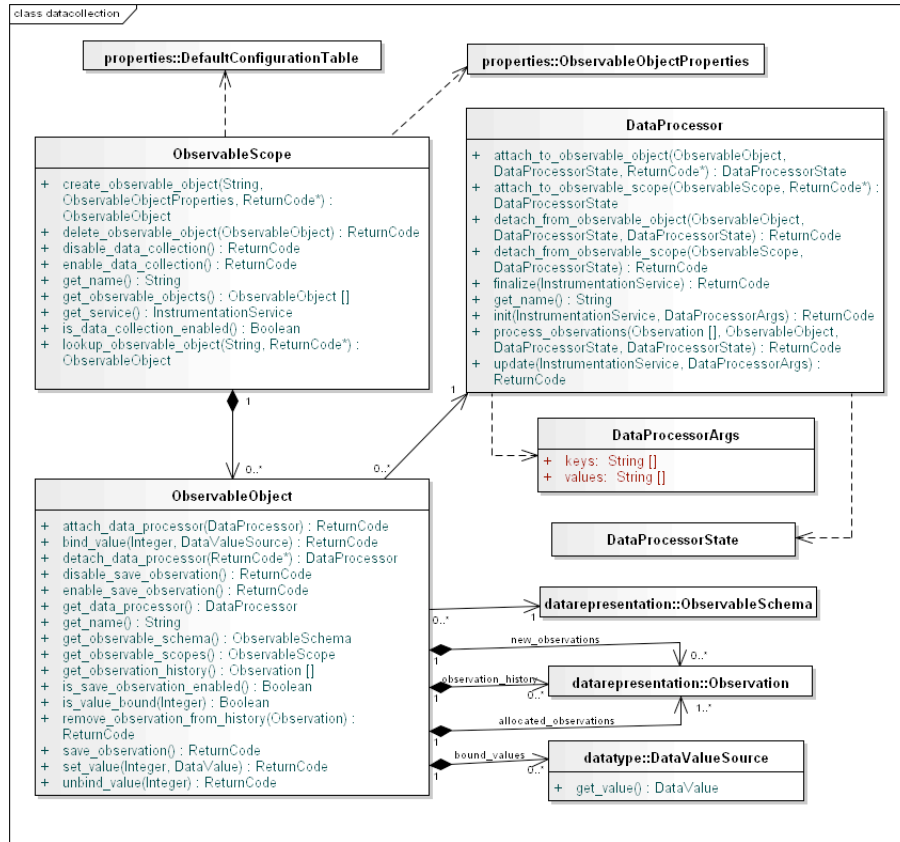 class datacollection
properties::DefaultConfigurationTable
properties::ObservableObjectProperties
ObservableScope
+ create_observable_object(String,
ObservableObjectProperties, ReturnCode*) :
ObservableObject
+ delete_observable_object(ObservableObject) : ReturnCode
+ disable_data_collection() : ReturnCode
+ enable_data_collection() : ReturnCode
+ get_name() : String
+ get_observable_objects() : ObservableObject []
+ get_service() : InstrumentationService
+ is_data_collection_enabled() : Boolean
+ lookup_observable_object(String, ReturnCode*) :
ObservableObject
DataProcessor
+ attach_to_observable_object(ObservableObject,
DataProcessorState, ReturnCode*) : DataProcessorState
+ attach_to_observable_scope(ObservableScope, ReturnCode*) :
DataProcessorState
+ detach_from_observable_object(ObservableObject,
DataProcessorState, DataProcessorState) : ReturnCode
+ detach_from_observable_scope(ObservableScope,
DataProcessorState) : ReturnCode
+ finalize(InstrumentationService) : ReturnCode
+ get_name() : String
+ init(InstrumentationService, DataProcessorArgs) : ReturnCode
+ process_observations(Observation [], ObservableObject,
DataProcessorState, DataProcessorState) : ReturnCode
+ update(InstrumentationService, DataProcessorArgs) :
ReturnCode
1
1
0..*
0..*
DataProcessorArgs
+ keys: String []
+ values: String []
DataProcessorState
ObservableObject
+ attach_data_processor(DataProcessor) : ReturnCode
+ bind_value(Integer, DataValueSource) : ReturnCode
+ detach_data_processor(ReturnCode*) : DataProcessor
+ disable_save_observation() : ReturnCode
+ enable_save_observation() : ReturnCode
+ get_data_processor() : DataProcessor
+ get_name() : String
+ get_observable_schema() : ObservableSchema
+ get_observable_scopes() : ObservableScope
+ get_observation_history() : Observation []
+ is_save_observation_enabled() : Boolean
+ is_value_bound(Integer) : Boolean
+ remove_observation_from_history(Observation) :
ReturnCode
+ save_observation() : ReturnCode
+ set_value(Integer, DataValue) : ReturnCode
+ unbind_value(Integer) : ReturnCode
datarepresentation::ObservableSchema
0..*
1
new_observations
1
0..*
datarepresentation::Observation
observation_history
1
0..*
1..*
allocated_observations
1
bound_values
1
0..*
datatype::DataValueSource
+ get_value() : DataValue